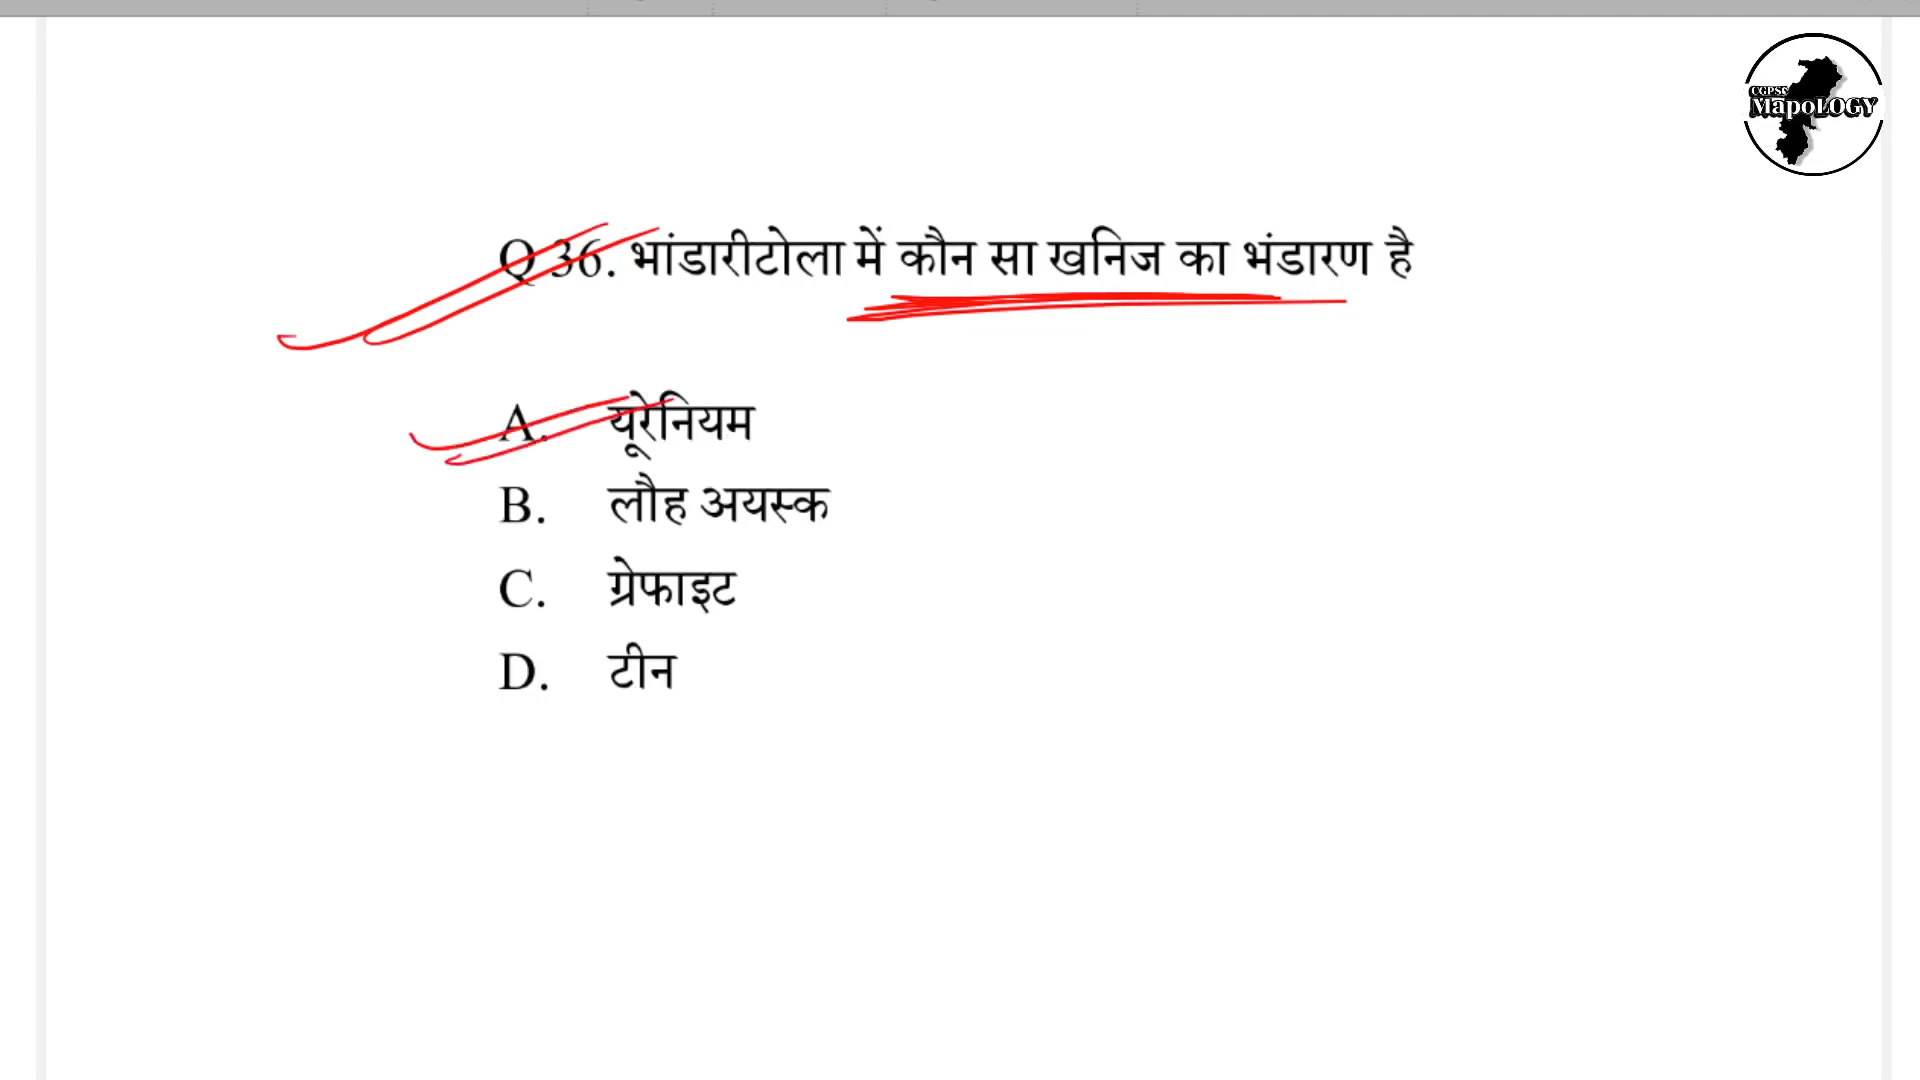 CGPSC
MapoLOGY
Q 36. भांडारीटोला में कौन सा खनिज का भंडारण है
A. यूरेनियम
B. लौह अयस्क
C. ग्रेफाइट
D. टीन